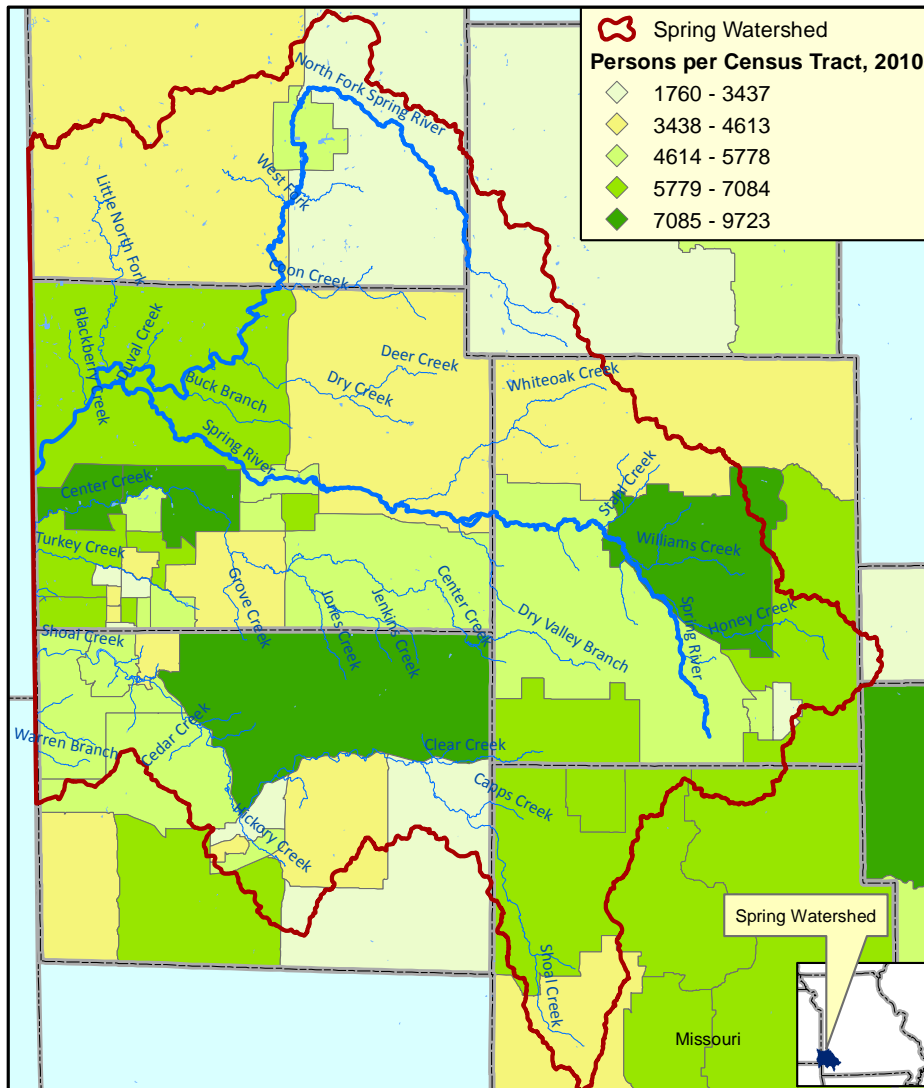 Spring Watershed
Persons per Census Tract, 2010
1760 - 3437
3438 - 4613
4614 - 5778
5779 - 7084
7085 - 9723
North Fork Spring River
West Fork
Little North Fork
Coon Creek
Blackberry Creek
Duval Creek
Deer Creek
Dry Creek
Buck Branch
Whiteoak Creek
Spring River
Center Creek
Stahl Creek
Williams Creek
Turkey Creek
Grove Creek
Jones Creek
Jenkins Creek
Center Creek
Dry Valley Branch
Spring River
Honey Creek
Shoal Creek
Warren Branch
Cedar Creek
Clear Creek
Capps Creek
Hickory Creek
Shoal Creek
Spring Watershed
Missouri